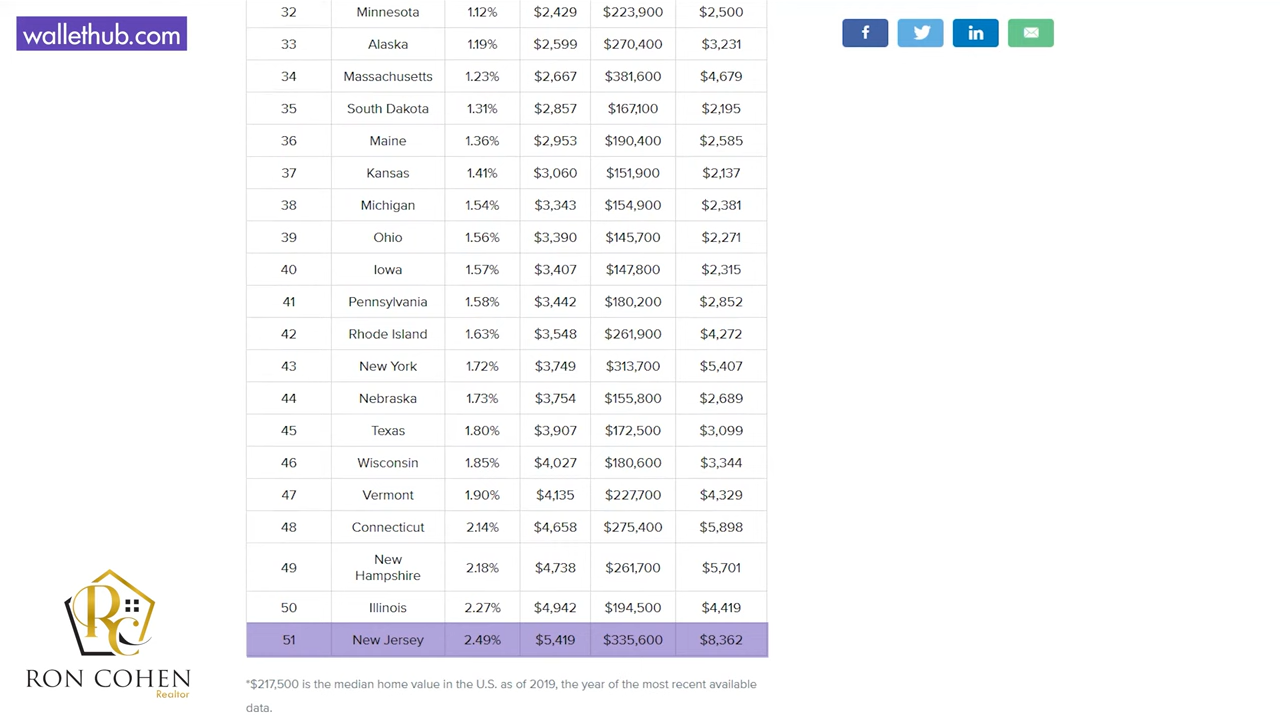 wallethub.com
32 Minnesota 1.12% $2,429 $223,900 $2,500
33 Alaska 1.19% $2,599 $270,400 $3,231
34 Massachusetts 1.23% $2,667 $381,600 $4,679
35 South Dakota 1.31% $2,857 $167,100 $2,195
36 Maine 1.36% $2,953 $190,400 $2,585
37 Kansas 1.41% $3,060 $151,900 $2,137
38 Michigan 1.54% $3,343 $154,900 $2,381
39 Ohio 1.56% $3,390 $145,700 $2,271
40 Iowa 1.57% $3,407 $147,800 $2,315
41 Pennsylvania 1.58% $3,442 $180,200 $2,852
42 Rhode Island 1.63% $3,548 $261,900 $4,272
43 New York 1.72% $3,749 $313,700 $5,407
44 Nebraska 1.73% $3,754 $155,800 $2,689
45 Texas 1.80% $3,907 $172,500 $3,099
46 Wisconsin 1.85% $4,027 $180,600 $3,344
47 Vermont 1.90% $4,135 $227,700 $4,329
48 Connecticut 2.14% $4,658 $275,400 $5,898
49 New Hampshire 2.18% $4,738 $261,700 $5,701
50 Illinois 2.27% $4,942 $194,500 $4,419
51 New Jersey 2.49% $5,419 $335,600 $8,362
*$217,500 is the median home value in the U.S. as of 2019, the year of the most recent available
data.
f
in
RC
RON COHEN
Realtor